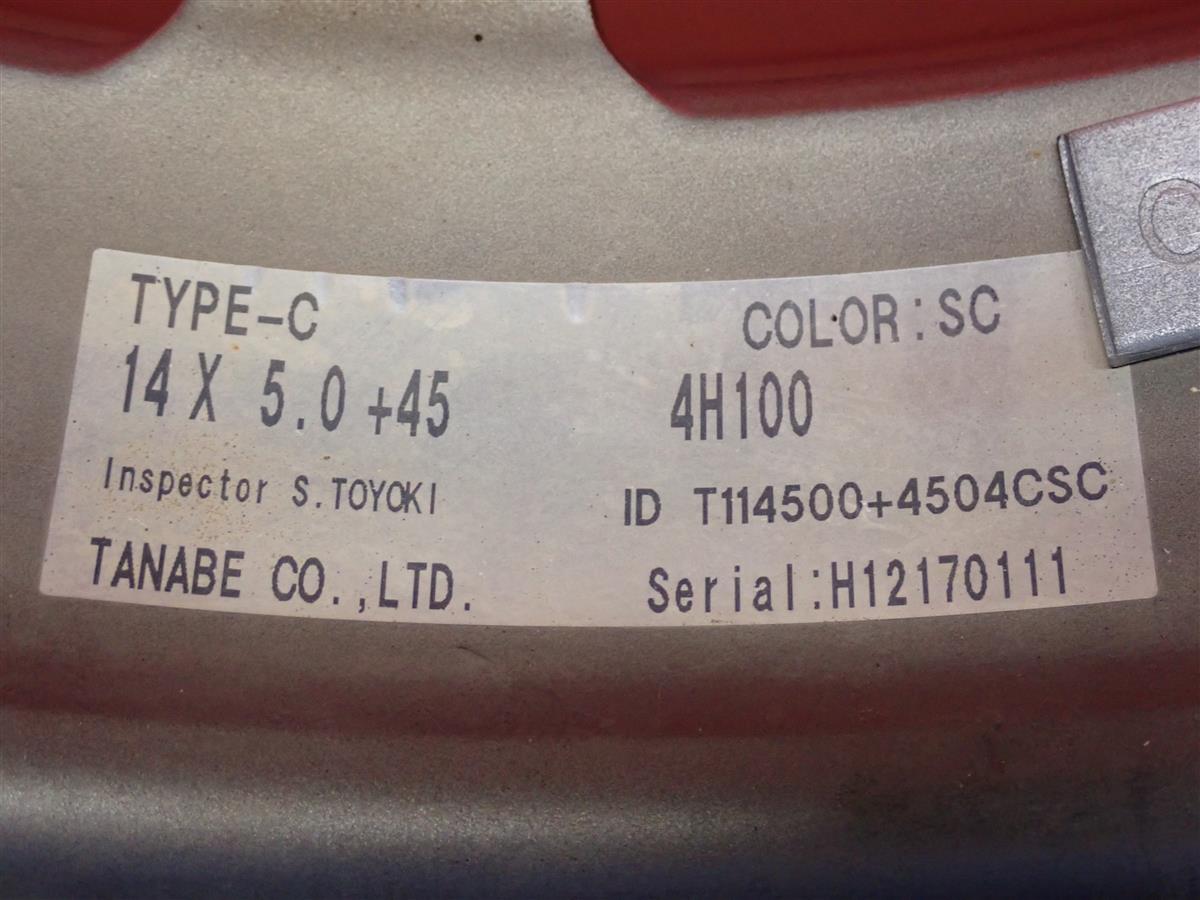 TYPE-C COLOR:SC
14 X 5.0 +45 4H100
Inspector S.TOYOKI ID T114500+4504CSC
TANABE CO.,LTD. Serial:H12170111